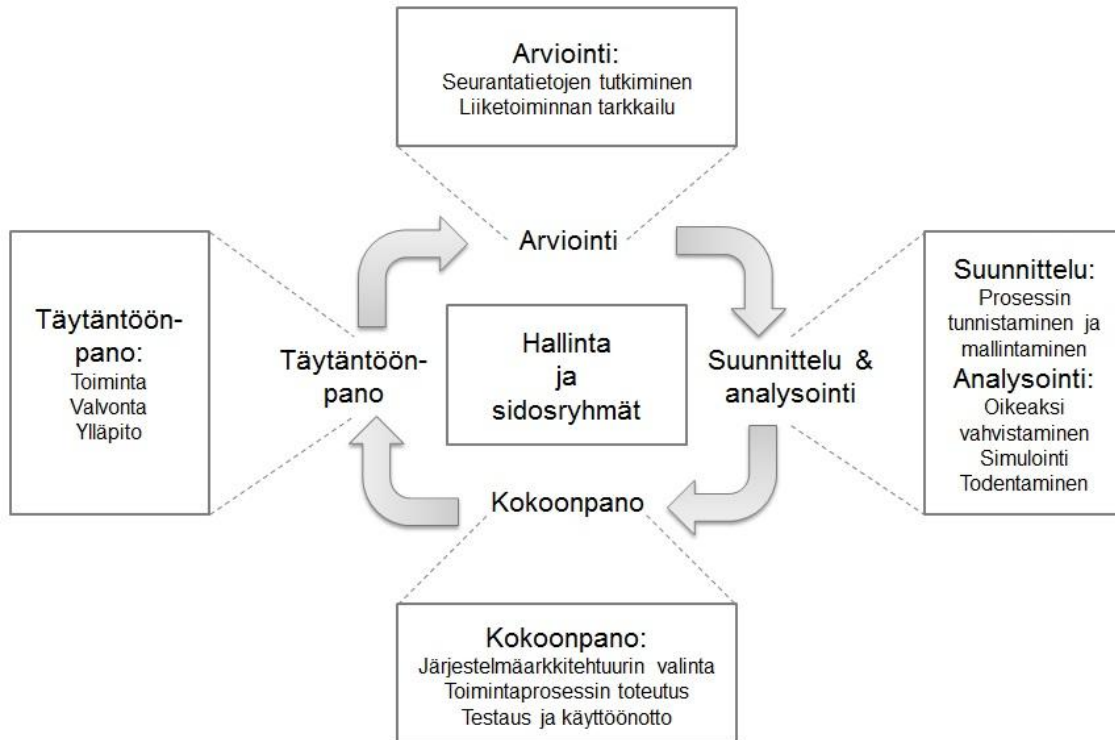 Arviointi:
Seurantatietojen tutkiminen
Liiketoiminnan tarkkailu
Arviointi
Täytäntöön-
pano:
Toiminta
Valvonta
Ylläpito
Täytäntöön-
pano
Hallinta
ja
sidosryhmät
Suunnittelu &
analysointi
Suunnittelu:
Prosessin
tunnistaminen ja
mallintaminen
Analysointi:
Oikeaksi
vahvistaminen
Simulointi
Todentaminen
Kokoonpano
Kokoonpano:
Järjestelmäarkkitehtuurin valinta
Toimintaprosessin toteutus
Testaus ja käyttöönotto